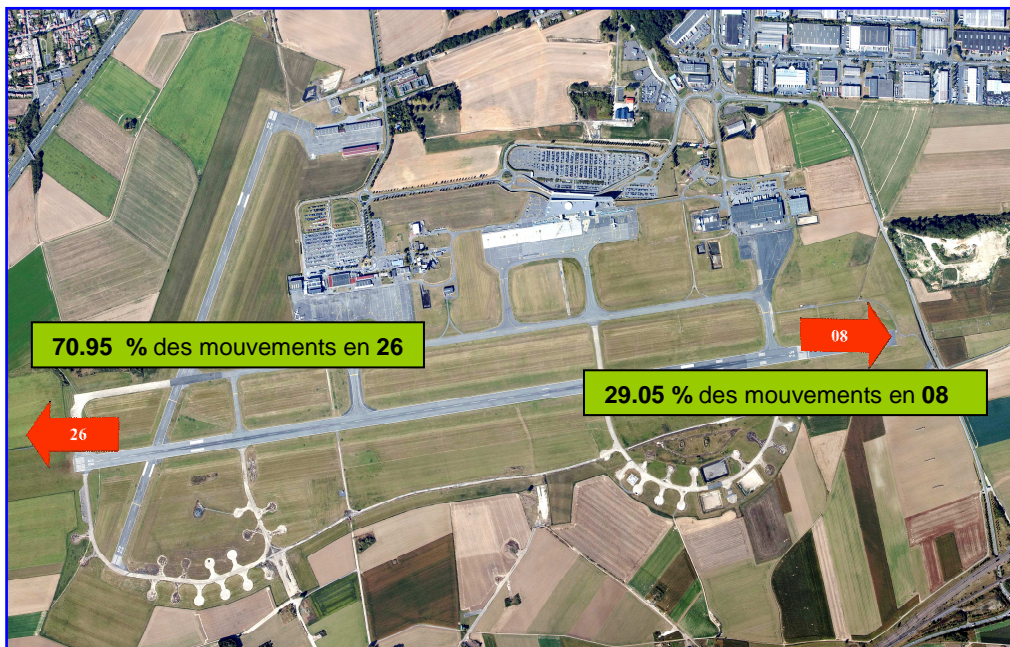 70.95 % des mouvements en 26
08
29.05 % des mouvements en 08
26